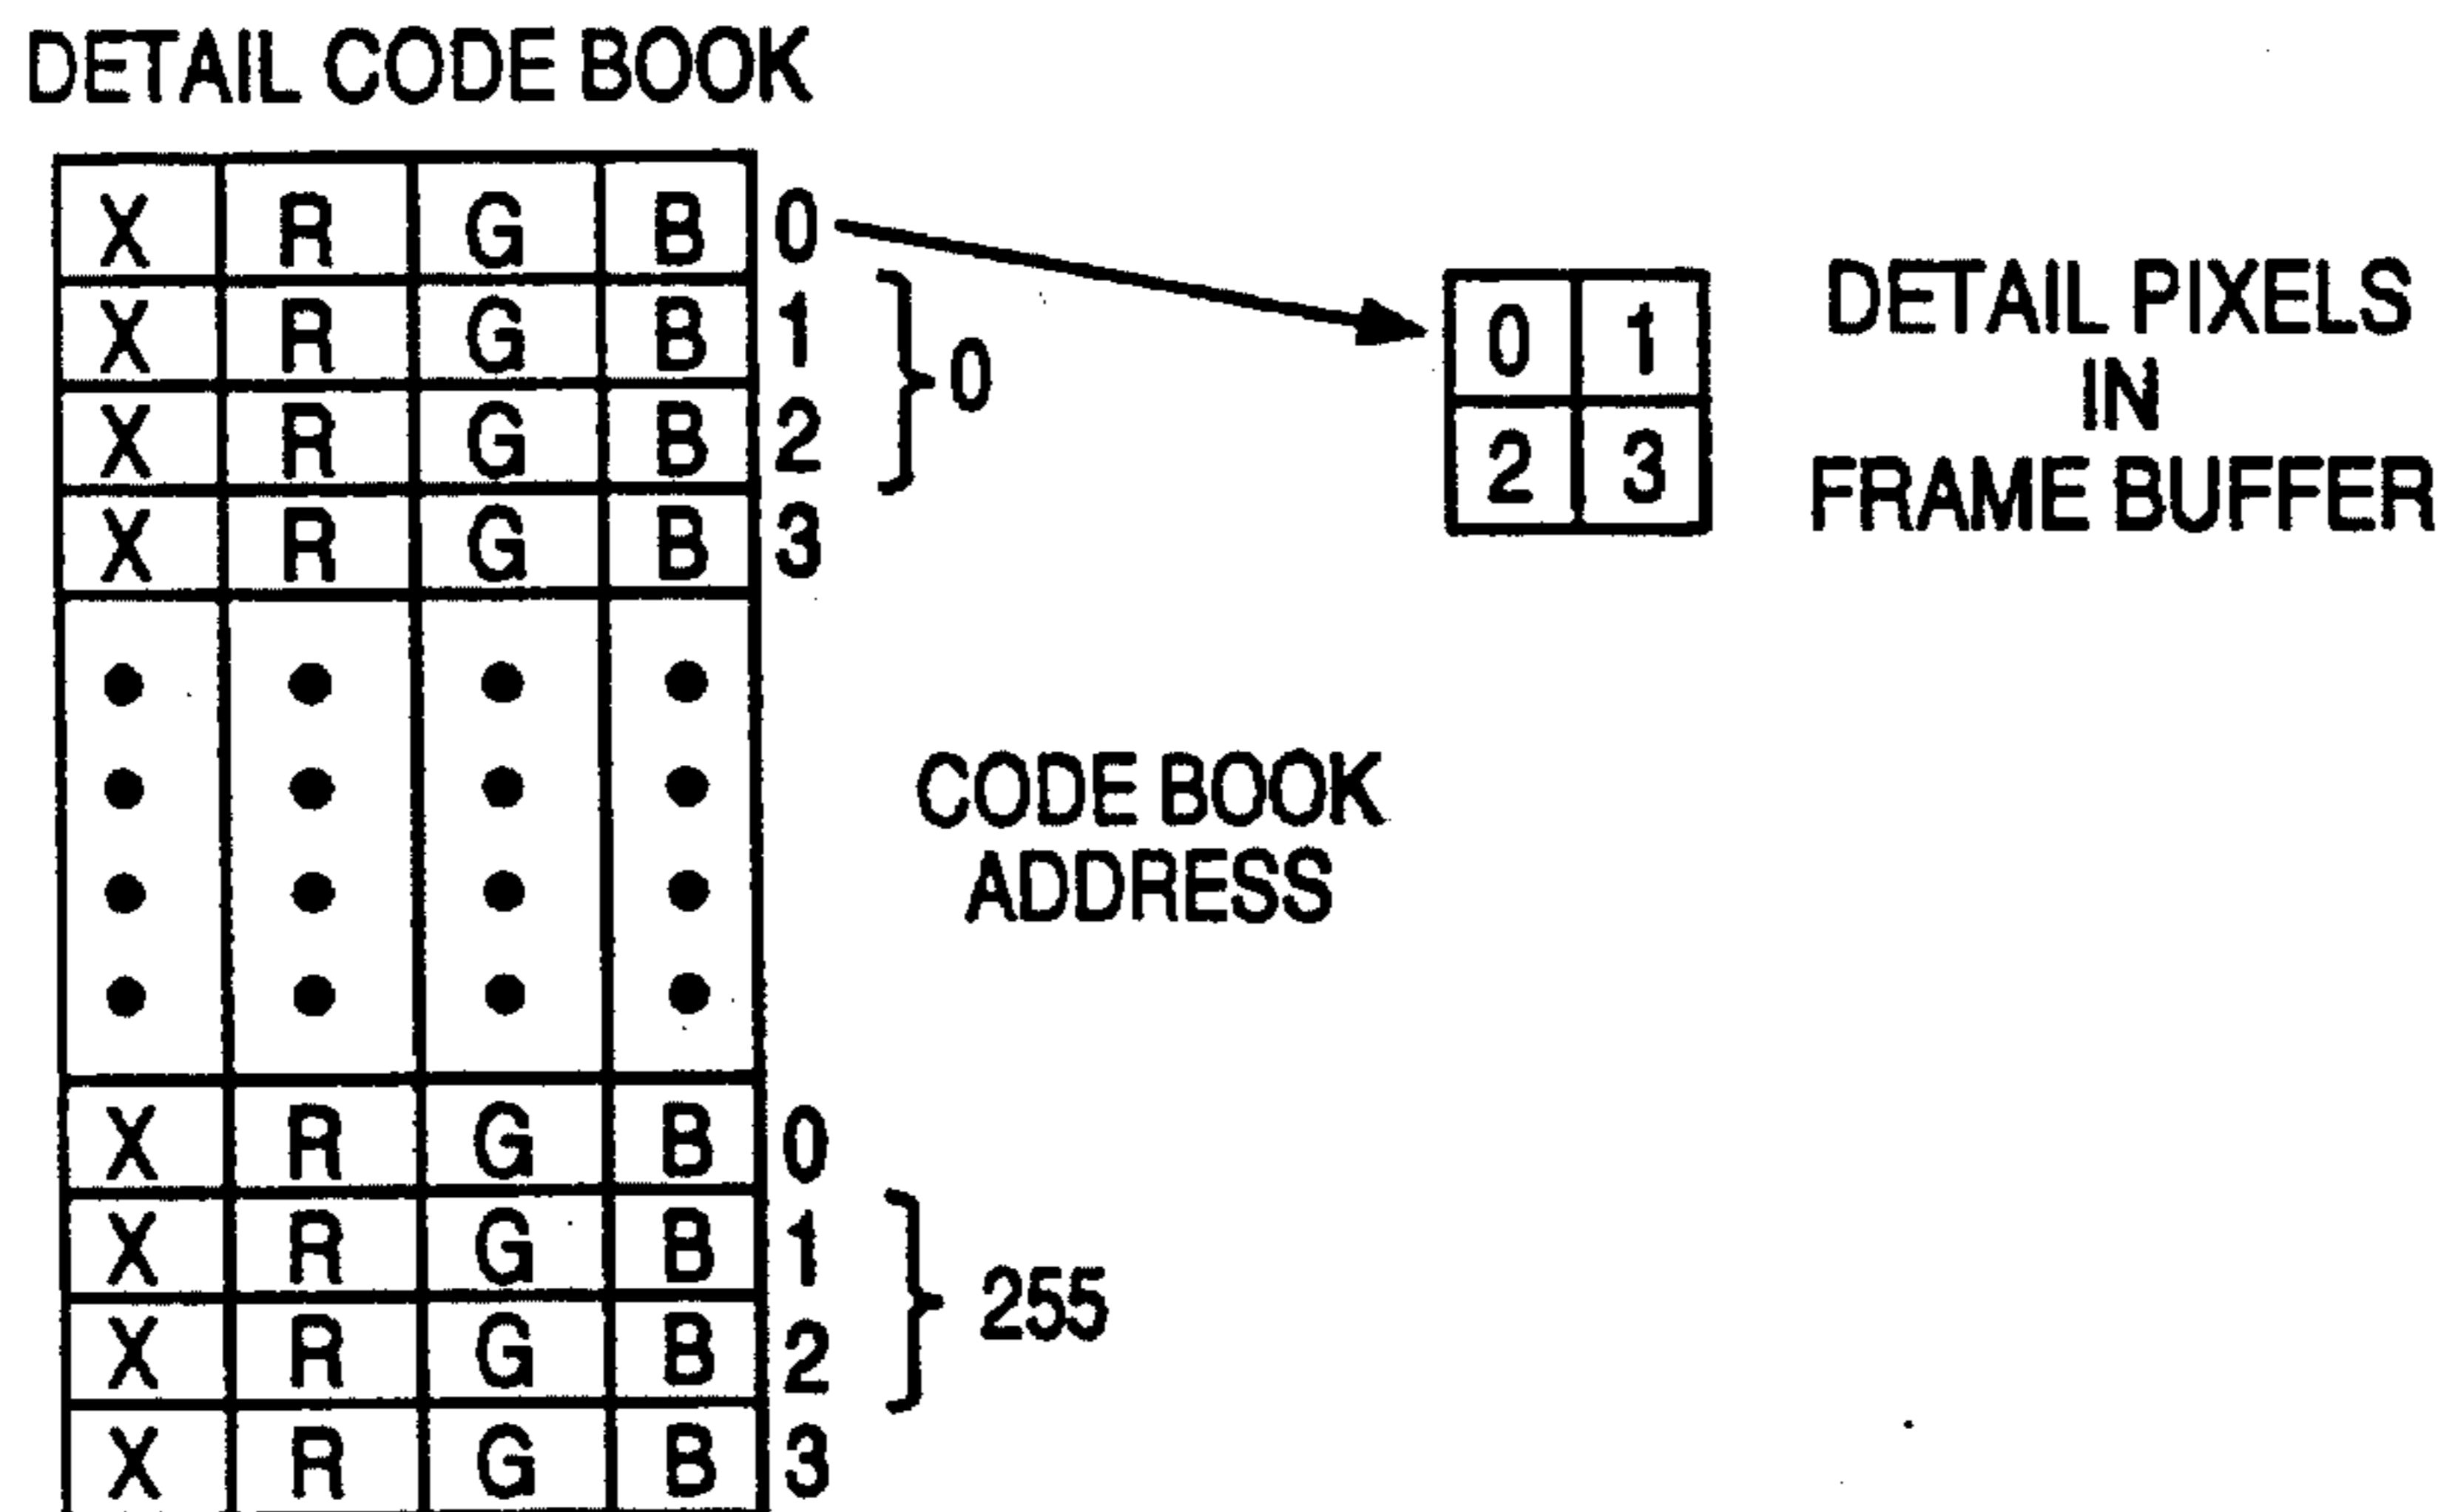 DETAIL CODE BOOK
X R G B 0
X R G B 1
X R G B 2
X R G B 3
0
0 1
2 3
DETAIL PIXELS
IN
FRAME BUFFER
CODE BOOK
ADDRESS
X R G B 0
X R G B 1
X R G B 2
X R G B 3
255